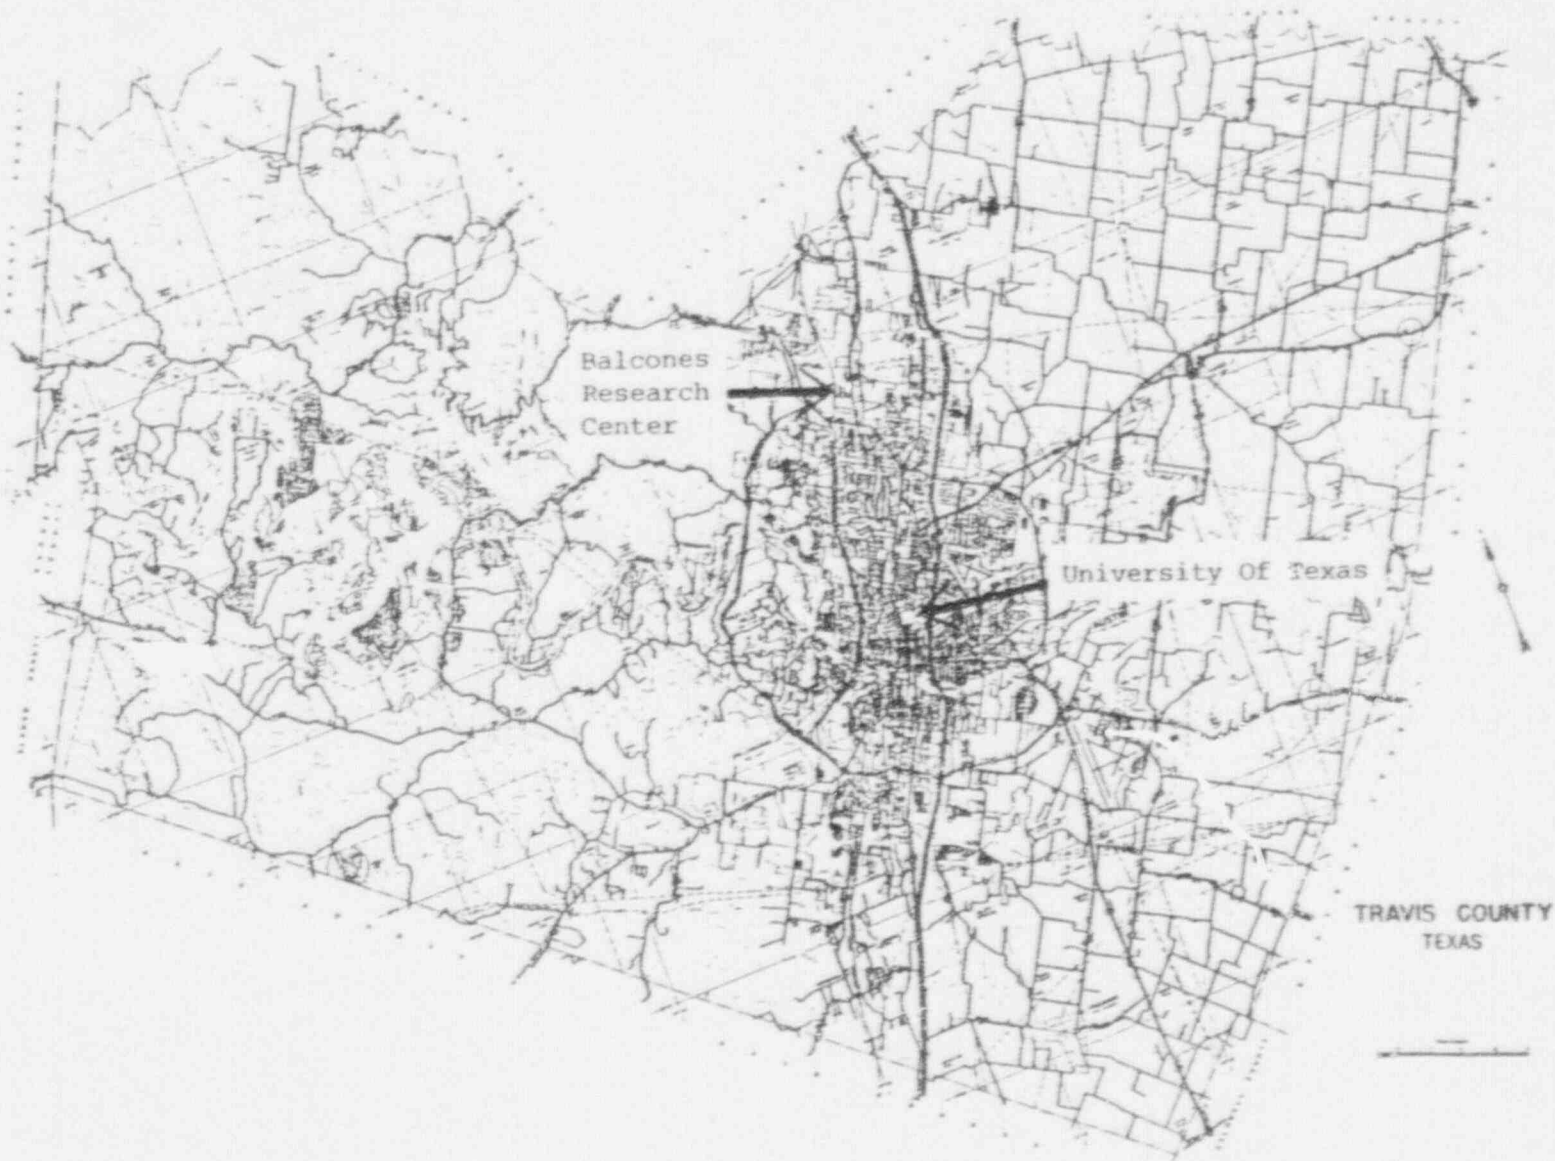 Balcones
Research
Center
University Of Texas
TRAVIS COUNTY
TEXAS